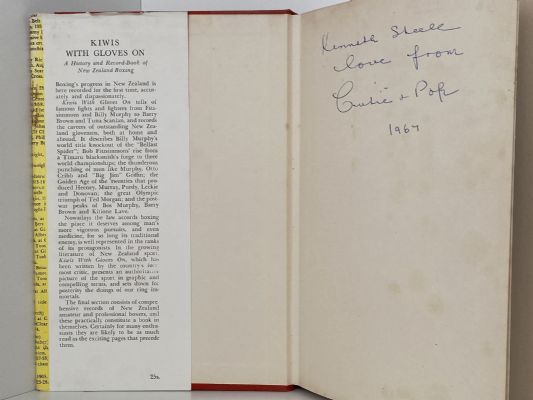 KIWIS
WITH GLOVES ON
A History and Record-Book of
New Zealand Boxing
Boxing's progress in New Zealand is
here recorded for the first time, accur-
ately and dispassionately.
Kiwis With Gloves On tells of
famous fights and fighters from Fitz-
simmons and Billy Murphy to Barry
Brown and Tuna Scanlan, and records
the careers of outstanding New Zea-
land glovemen, both at home and
abroad. It describes Billy Murphy's
world title knockout of the "Belfast
Spider"; Bob Fitzsimmons' rise from
a Timaru blacksmith's forge to three
world championships; the thunderous
punching of men like Murphy, Otto
Cribb and "Big Jim" Griffin; the
Golden Age of the twenties that pro-
duced Heeney, Murray, Purdy, Leckie
and Donovan; the great Olympic
triumph of Ted Morgan; and the post-
war peaks of Bos Murphy, Barry
Brown and Kitione Lave.
Nowadays the law accords boxing
the place it deserves among man's
more vigorous pursuits, and even
medicine, for so long its traditional
enemy, is well represented in the ranks
of its protagonists. In the growing
literature of New Zealand sport
Kiwis With Gloves On, which has
been written by the country's
most critic, presents an
picture of the sport in graphic and
compelling terms, and sets down for
posterity the doings of our ring im-
mortals.
The final section consists of compre-
hensive records of New Zealand
amateur and professional boxers, and
these practically constitute a book in
themselves. Certainly for many enthu-
siasts they are likely to be as much
read as the exciting pages that precede
them.
25s.
Kenneth Steele
love from
& Pop
1967